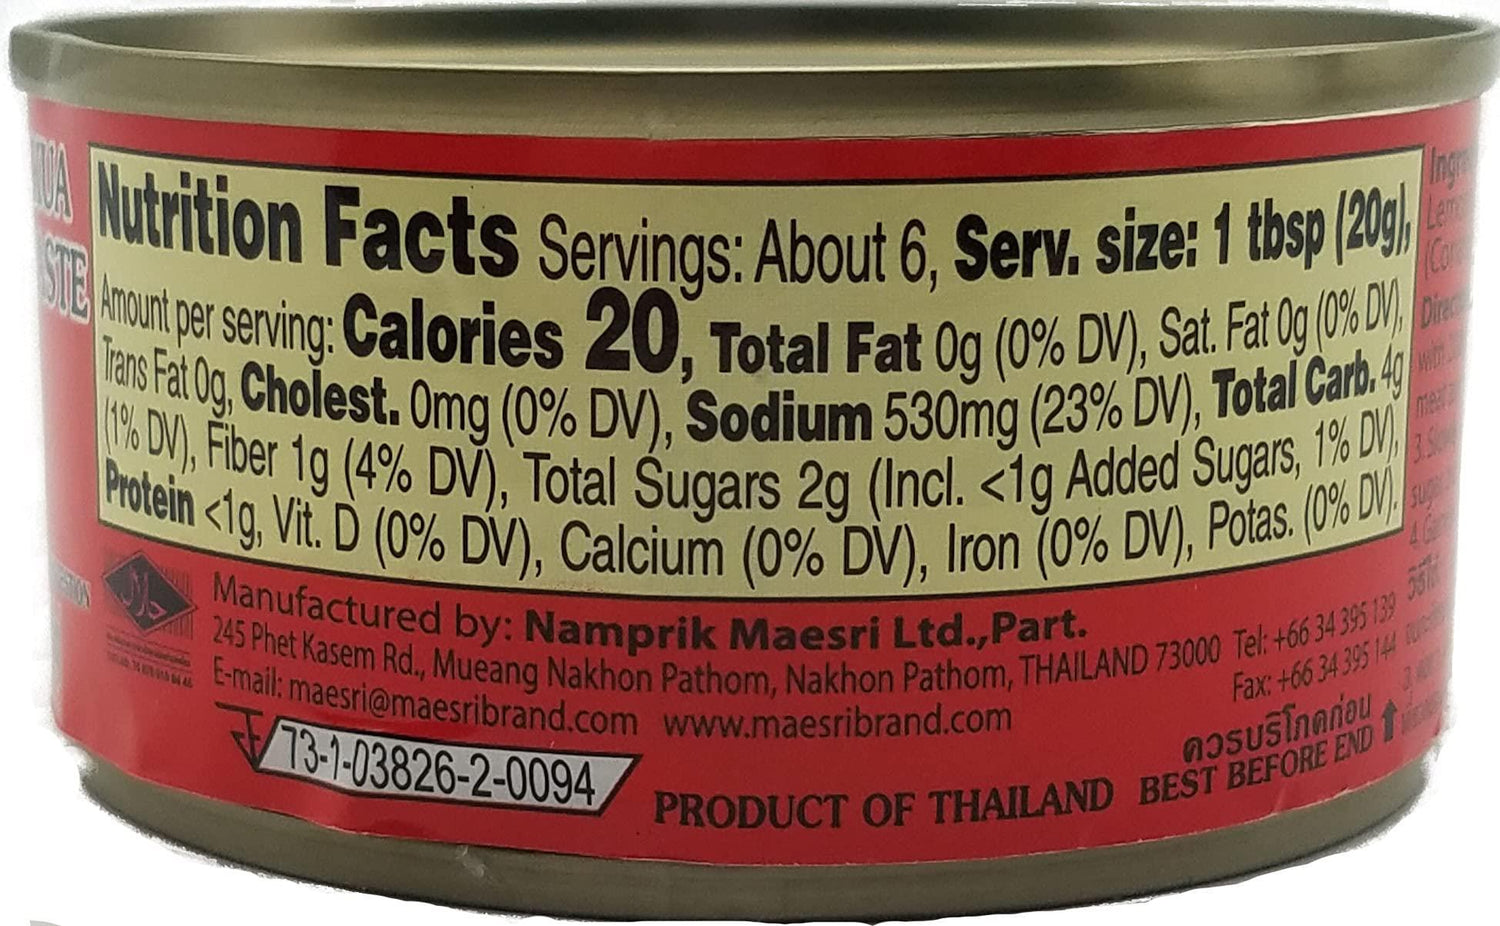 STE
Nutrition Facts Servings: About 6, Serv. size: 1 tbsp (20g),
Amount per serving: Calories 20, Total Fat 0g (0% DV), Sat. Fat 0g (0% DV),
Trans Fat 0g, Cholest. 0mg (0% DV), Sodium 530mg (23% DV), Total Carb. 4g
(1% DV), Fiber 1g (4% DV), Total Sugars 2g (Incl. <1g Added Sugars, 1% DV),
Protein <1g, Vit. D (0% DV), Calcium (0% DV), Iron (0% DV), Potas. (0% DV).
حلال
Manufactured by: Namprik Maesri Ltd.,Part.
245 Phet Kasem Rd., Mueang Nakhon Pathom, Nakhon Pathom, THAILAND 73000 Tel: +66 34 395 139
Fax: +66 34 395 144
E-mail: maesri@maesribrand.com www.maesribrand.com
73-1-03826-2-0094
PRODUCT OF THAILAND
ควรบริโภคก่อน
BEST BEFORE END